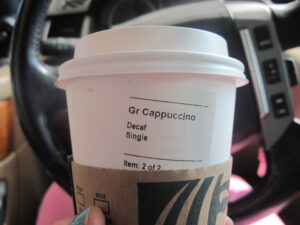 Gr Cappuccino
Decaf
Single
Item: 2 of 2